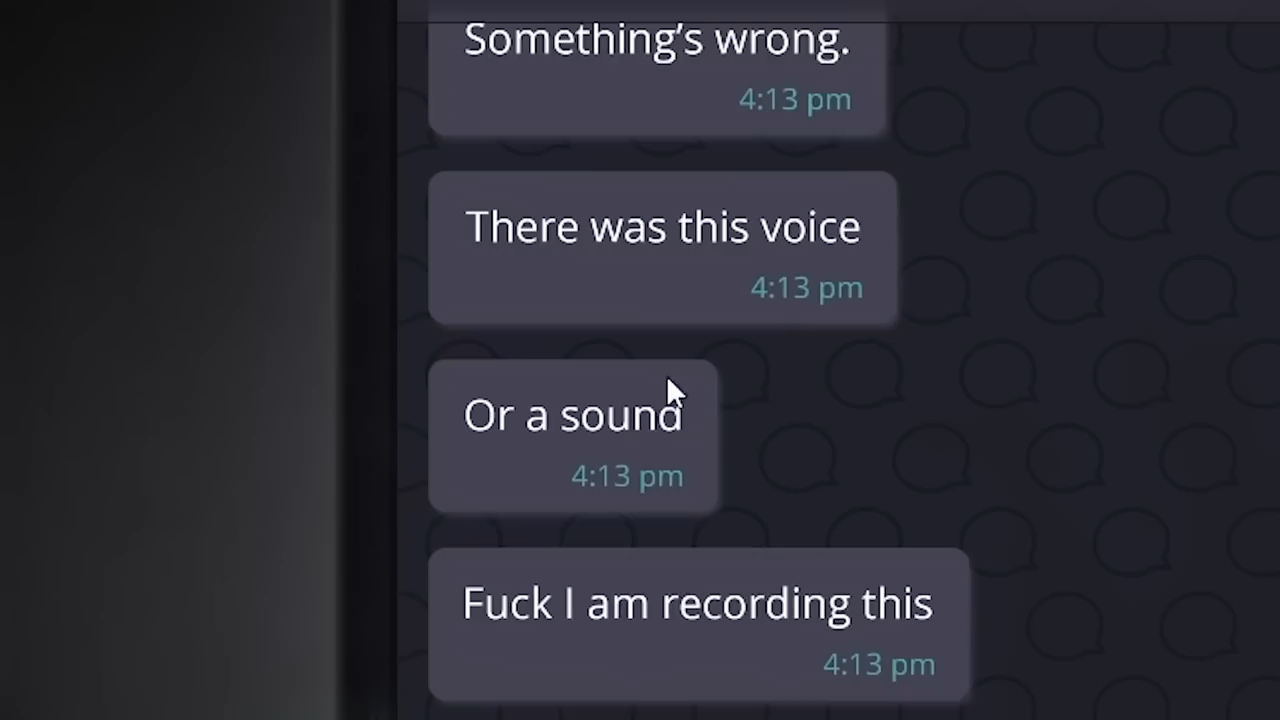 Something’s wrong.
4:13 pm
There was this voice
4:13 pm
Or a sound
4:13 pm
Fuck I am recording this
4:13 pm